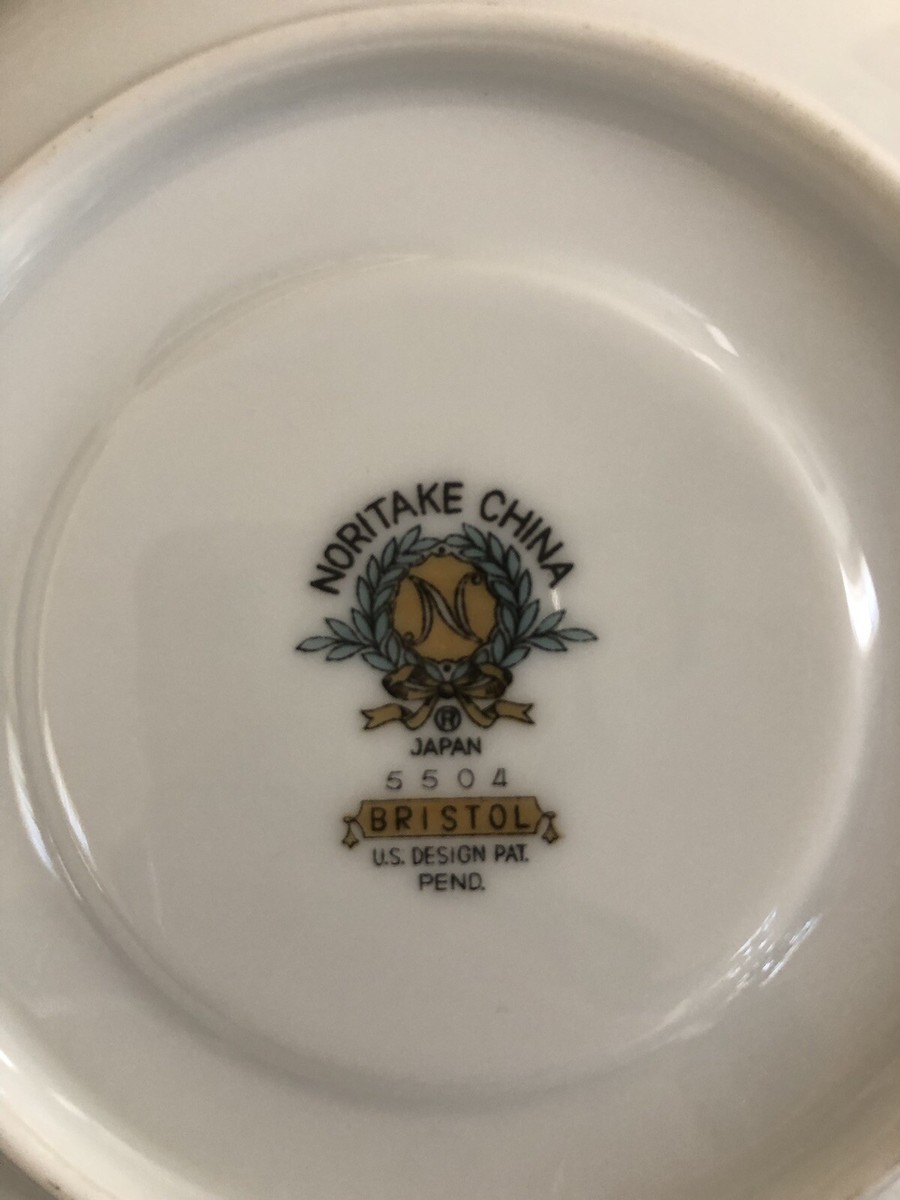 NORITAKE CHINA
N
®
JAPAN
5504
BRISTOL
U.S. DESIGN PAT.
PEND.